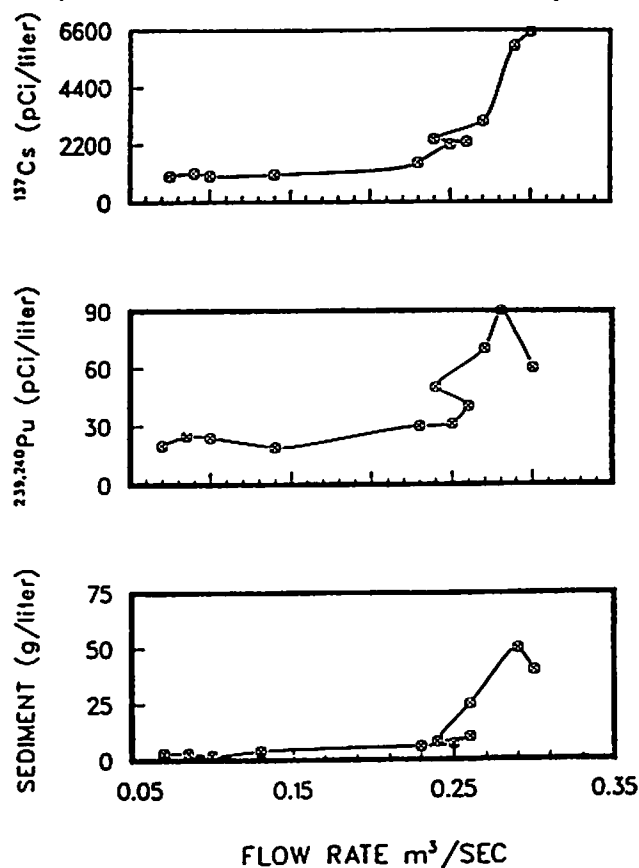 6600
4400
2200
0
¹³⁷Cs (pCi/liter)
90
60
30
0
²³⁹,²⁴⁰Pu (pCi/liter)
75
50
25
0
SEDIMENT (g/liter)
0.05 0.15 0.25 0.35
FLOW RATE m³/SEC